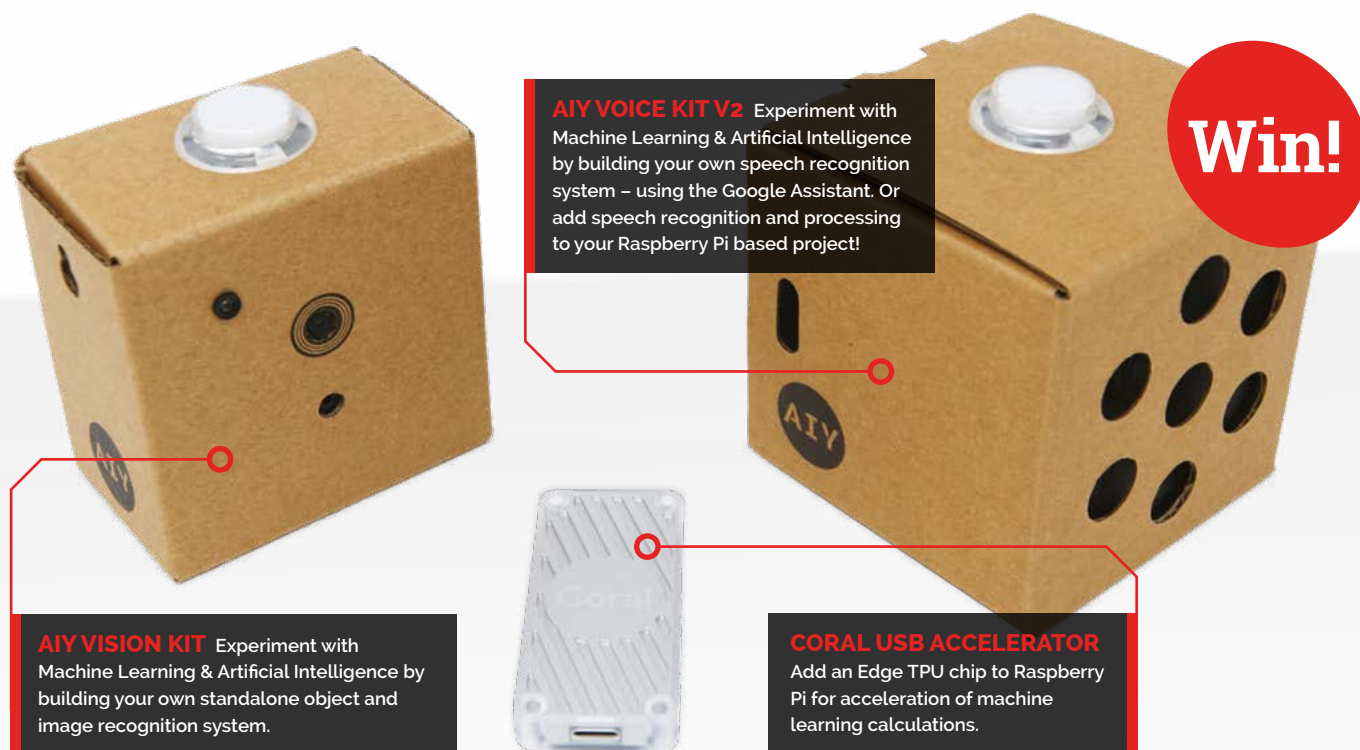 AIY VOICE KIT V2 Experiment with
Machine Learning & Artificial Intelligence
by building your own speech recognition
system – using the Google Assistant. Or
add speech recognition and processing
to your Raspberry Pi based project!
Win!
AIY
AIY
Coral
AIY VISION KIT Experiment with
Machine Learning & Artificial Intelligence by
building your own standalone object and
image recognition system.
CORAL USB ACCELERATOR
Add an Edge TPU chip to Raspberry
Pi for acceleration of machine
learning calculations.